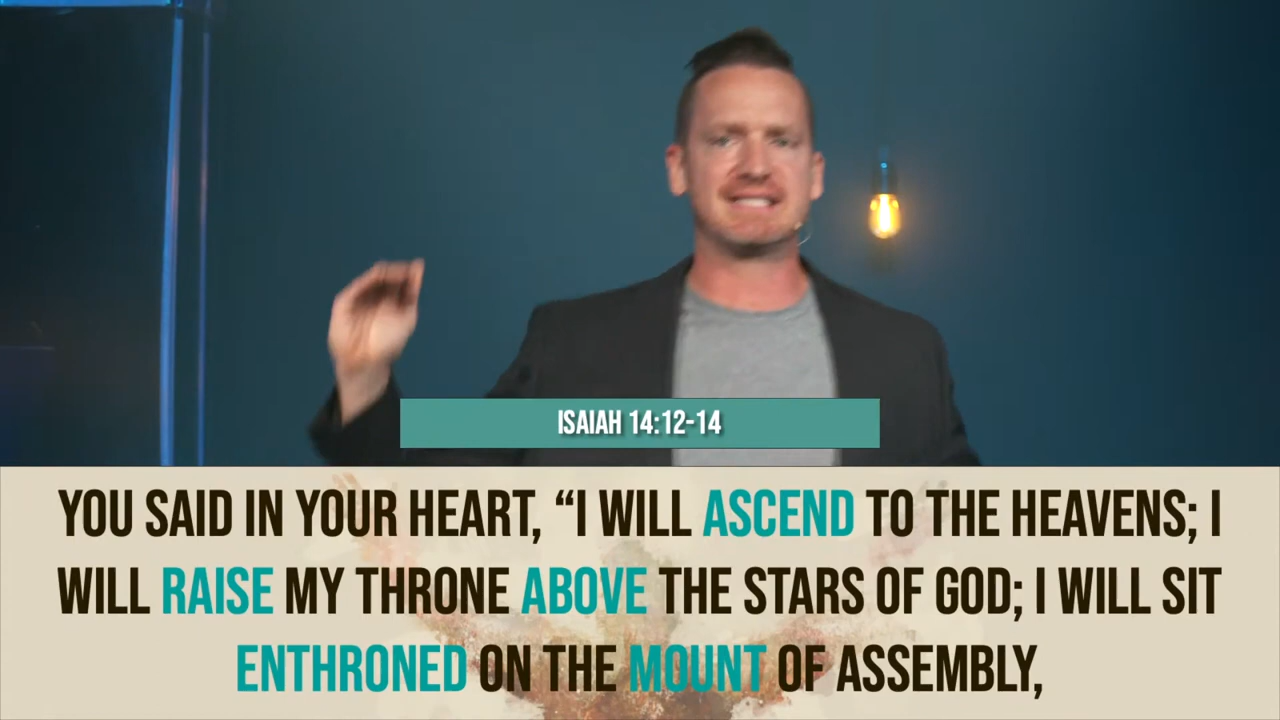 ISAIAH 14:12-14
YOU SAID IN YOUR HEART, “I WILL ASCEND TO THE HEAVENS; I
WILL RAISE MY THRONE ABOVE THE STARS OF GOD; I WILL SIT
ENTHRONED ON THE MOUNT OF ASSEMBLY,